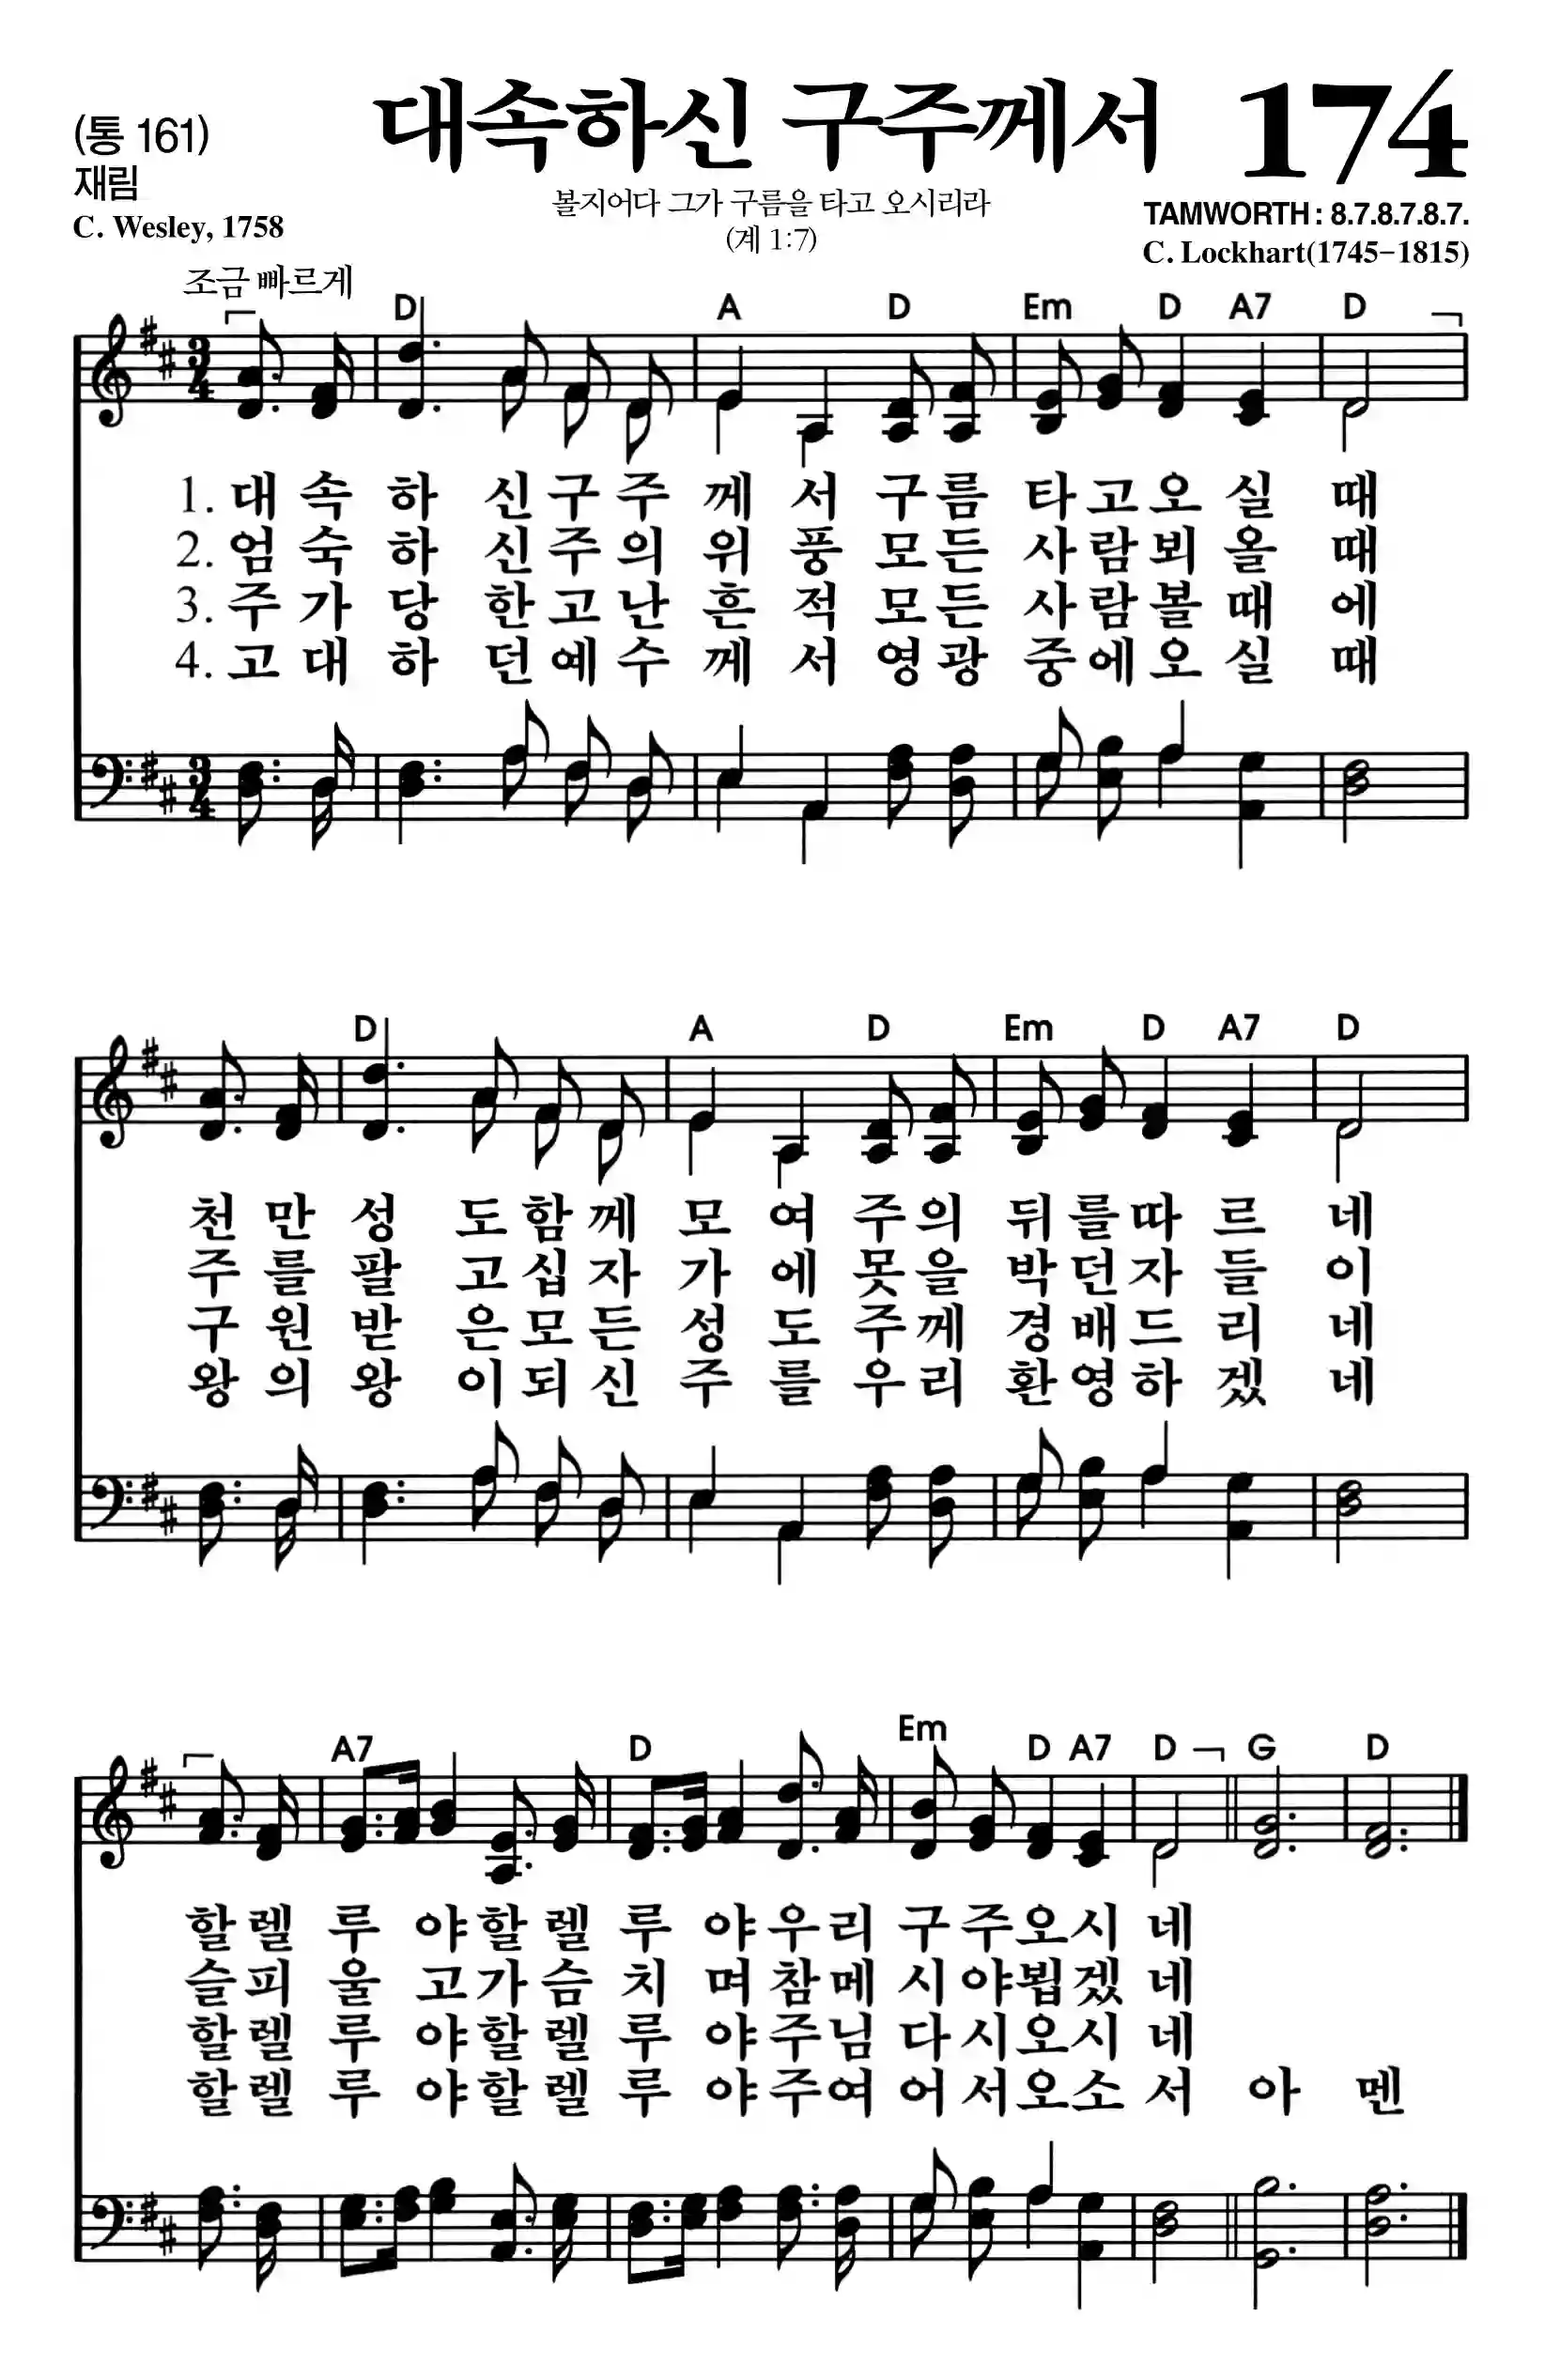 (통 161)
대속하신 구주께서 174
재림
볼지어다 그가 구름을 타고 오시리라
TAMWORTH : 8.7.8.7.8.7.
C. Wesley, 1758
(계 1:7)
C. Lockhart(1745-1815)
조금 빠르게
D A D Em D A7 D
1. 대 속 하 신 구 주 께 서 구 름 타 고 오 실 때
2. 엄 숙 하 신 주 의 위 풍 모 든 사 람 뵈 올 때
3. 주 가 당 한 고 난 흔 적 모 든 사 람 볼 때 에
4. 고 대 하 던 예 수 께 서 영 광 중 에 오 실 때
D A D Em D A7 D
천 만 성 도 함 께 모 여 주 의 뒤 를 따 르 네
주 를 팔 고 십 자 가 에 못 을 박 던 자 들 이
구 원 받 은 모 든 성 도 주 께 경 배 드 리 네
왕 의 왕 이 되 신 주 를 우 리 환 영 하 겠 네
A7 D Em D A7 D G D
할 렐 루 야 할 렐 루 야 우 리 구 주 오 시 네
슬 피 울 고 가 슴 치 며 참 메 시 야 뵙 겠 네
할 렐 루 야 할 렐 루 야 주 님 다 시 오 시 네
할 렐 루 야 할 렐 루 야 주 여 어 서 오 소 서 아 멘